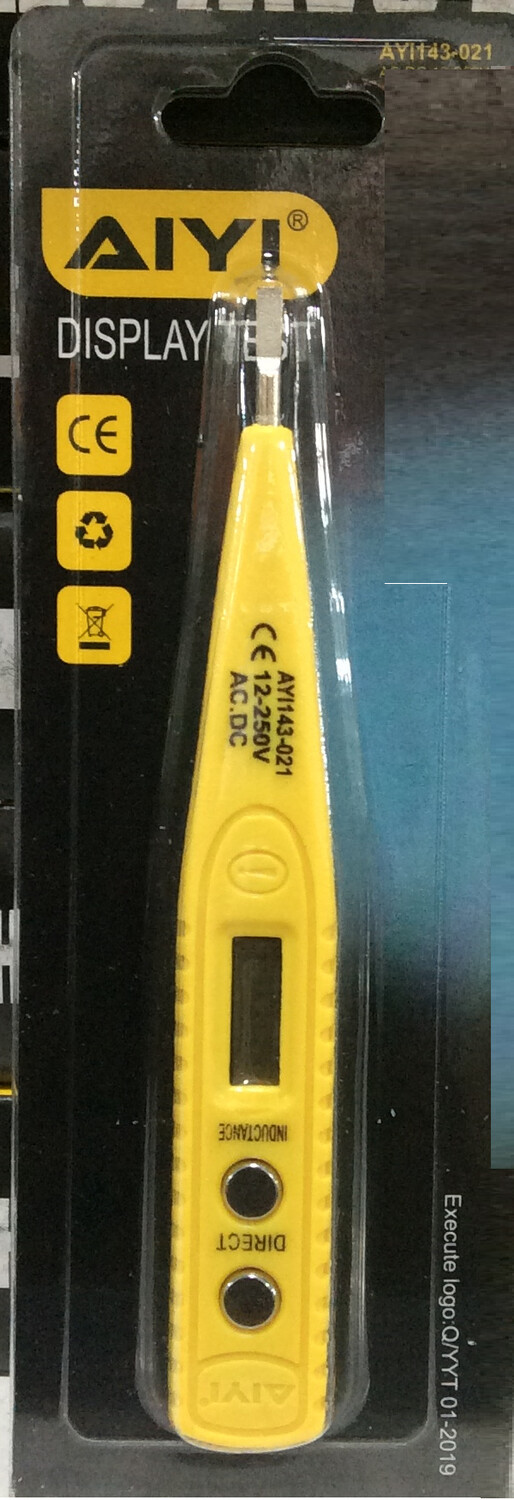 AYI143-021
AIYI®
DISPLAY TEST
CE
CE
AYI143-021
12-250V
AC.DC
INDUCTANCE
DIRECT
AIYI
Execute logo:Q/YYT 01-2019